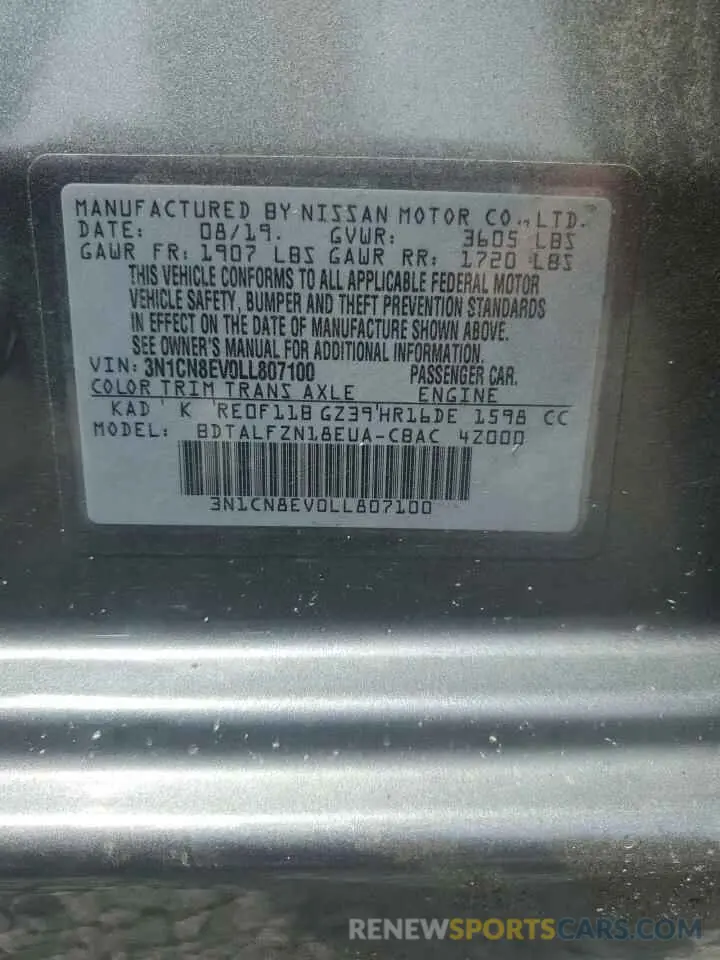 MANUFACTURED BY NISSAN MOTOR CO., LTD.
DATE: 08/19. GVWR: 3605 LBS
GAWR FR: 1907 LBS GAWR RR: 1720 LBS
THIS VEHICLE CONFORMS TO ALL APPLICABLE FEDERAL MOTOR
VEHICLE SAFETY, BUMPER AND THEFT PREVENTION STANDARDS
IN EFFECT ON THE DATE OF MANUFACTURE SHOWN ABOVE.
SEE OWNER'S MANUAL FOR ADDITIONAL INFORMATION.
VIN: 3N1CN8EV0LL807100 PASSENGER CAR.
COLOR TRIM TRANS AXLE ENGINE
KAD K RE0F11B GZ39 HR16DE 1598 CC
MODEL: BDTALFZN18EUA-CBAC 4Z000
3N1CN8EV0LL807100
RENEWSPORTSCARS.COM